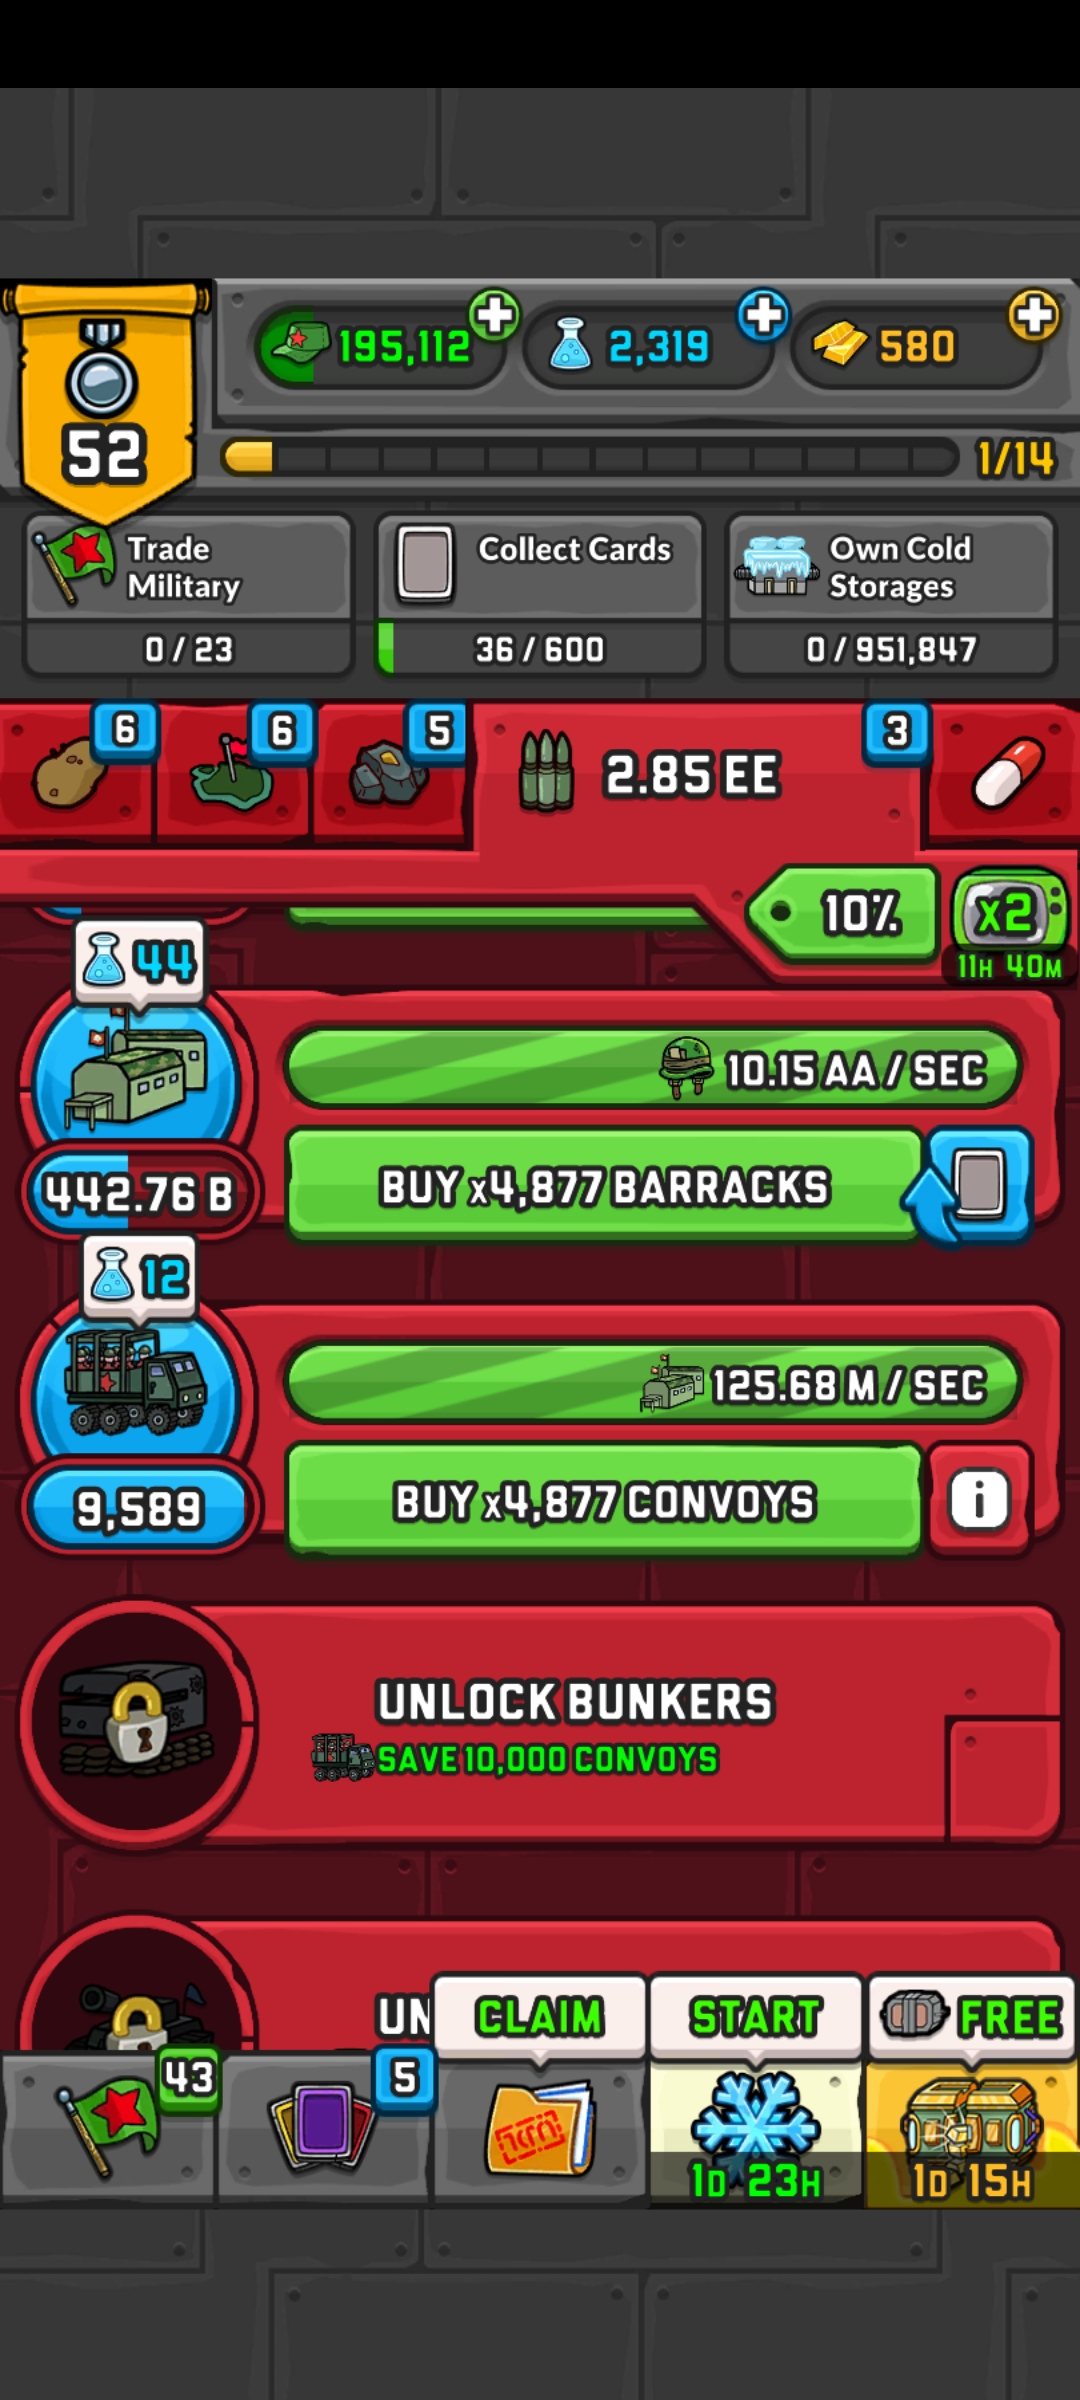 195,112
2,319
580
52
1/14
Trade
Military
Collect Cards
Own Cold
Storages
0 / 23
36 / 600
0 / 951,847
6
6
5
2.85 EE
3
10%
x2
11H 40M
44
10.15 AA / SEC
442.76 B
BUY x4,877 BARRACKS
12
125.68 M / SEC
9,589
BUY x4,877 CONVOYS
i
UNLOCK BUNKERS
SAVE 10,000 CONVOYS
UN
CLAIM
START
FREE
43
5
1D 23H
1D 15H